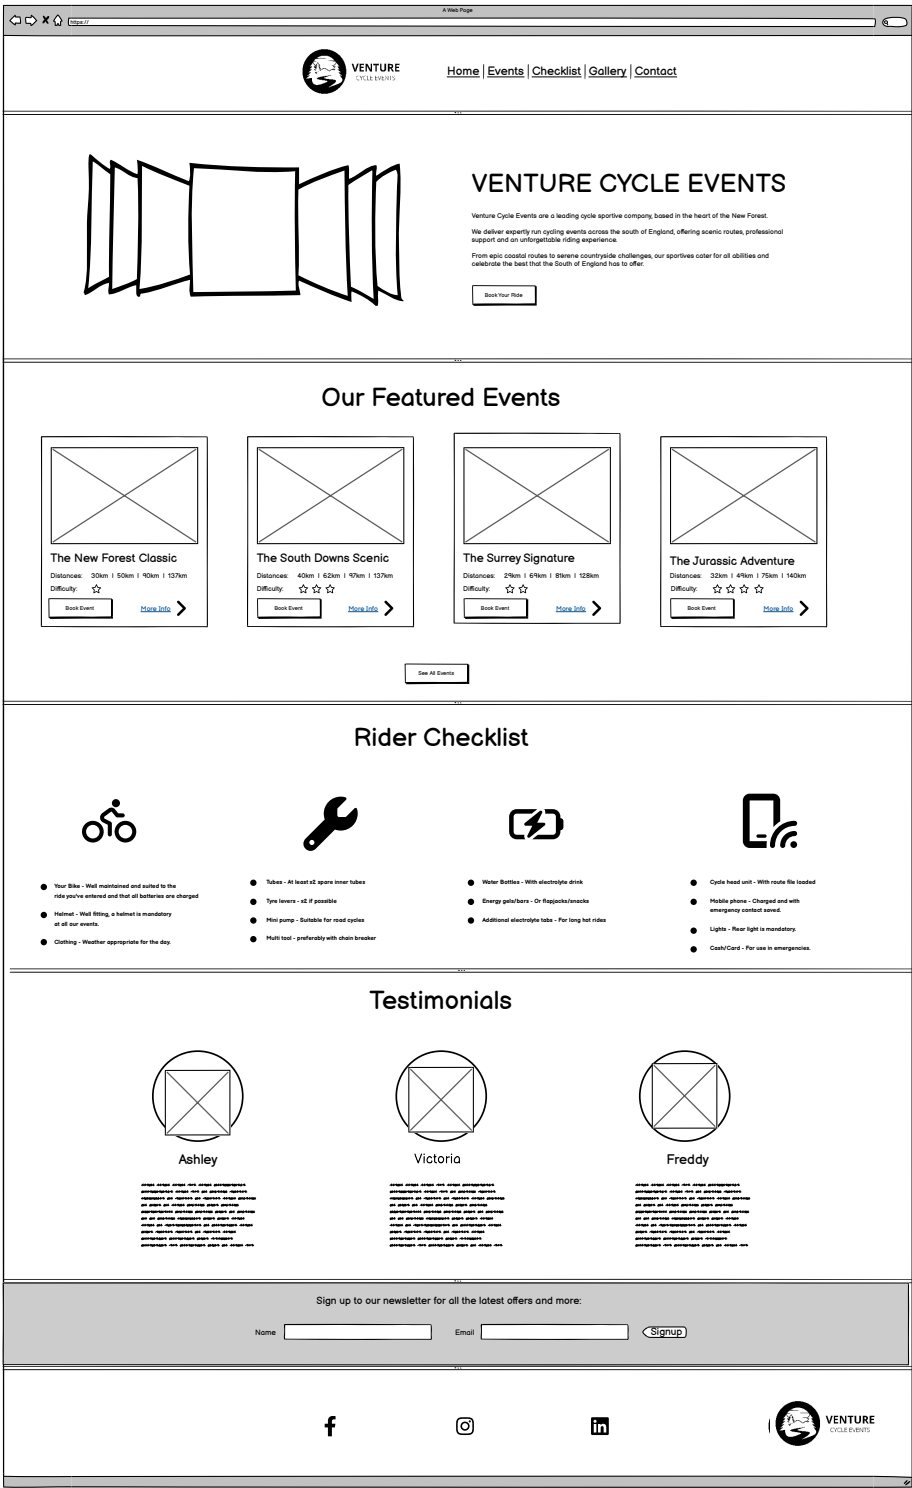 A Web Page
https://
VENTURE
CYCLE EVENTS
Home | Events | Checklist | Gallery | Contact
VENTURE CYCLE EVENTS
Venture Cycle Events are a leading cycle sportive company, based in the heart of the New Forest.
We deliver expertly run cycling events across the south of England, offering scenic routes, professional
support and an unforgettable riding experience.
From epic coastal routes to serene countryside challenges, our sportives cater for all abilities and
celebrate the best that the South of England has to offer.
Book Your Ride
Our Featured Events
The New Forest Classic
Distances: 30km | 50km | 90km | 137km
Difficulty:
Book Event
More Info
The South Downs Scenic
Distances: 40km | 62km | 97km | 137km
Difficulty:
Book Event
More Info
The Surrey Signature
Distances: 29km | 69km | 81km | 128km
Difficulty:
Book Event
More Info
The Jurassic Adventure
Distances: 32km | 49km | 75km | 140km
Difficulty:
Book Event
More Info
See All Events
Rider Checklist
Your Bike - Well maintained and suited to the
ride you've entered and that all batteries are charged
Helmet - Well fitting, a helmet is mandatory
at all our events.
Clothing - Weather appropriate for the day.
Tubes - At least x2 spare inner tubes
Tyre levers - x2 if possible
Mini pump - Suitable for road cycles
Multi tool - preferably with chain breaker
Water Bottles - With electrolyte drink
Energy gels/bars - Or flapjacks/snacks
Additional electrolyte tabs - For long hot rides
Cycle head unit - With route file loaded
Mobile phone - Charged and with
emergency contact saved.
Lights - Rear light is mandatory.
Cash/Card - For use in emergencies.
Testimonials
Ashley
Victoria
Freddy
Sign up to our newsletter for all the latest offers and more:
Name
Email
Signup
VENTURE
CYCLE EVENTS